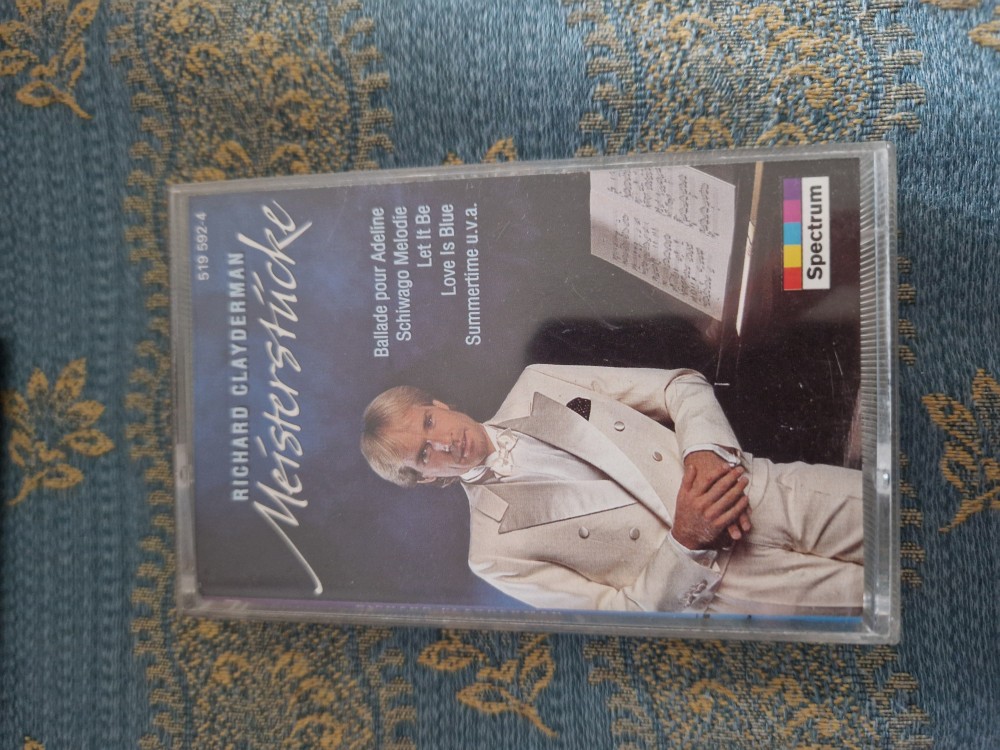 519 592-4
RICHARD CLAYDERMAN
Meisterstücke
Ballade pour Adeline
Schiwago Melodie
Let It Be
Love Is Blue
Summertime u.v.a.
Spectrum